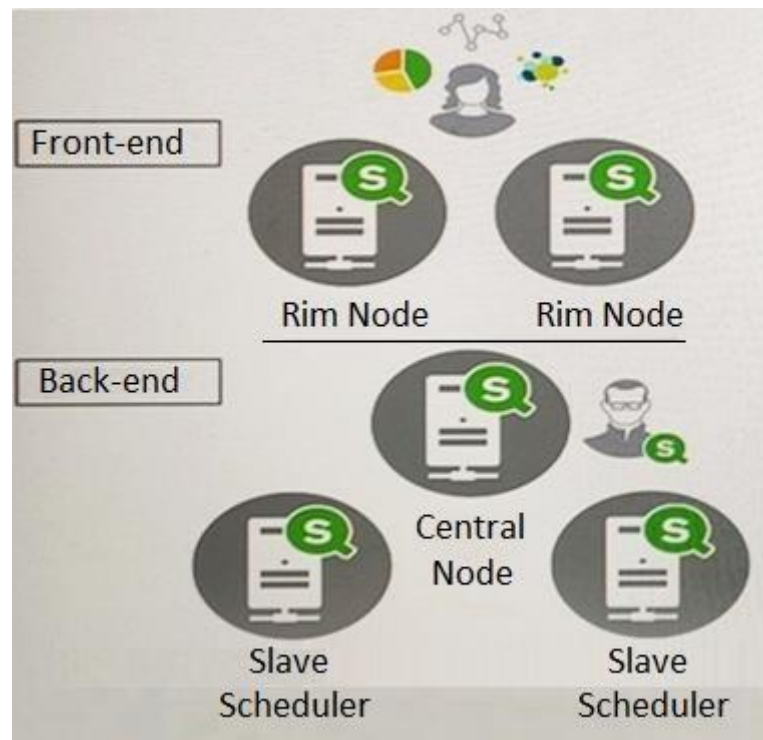 Front-end
S
S
Rim Node
Rim Node
Back-end
S
S
Central
Node
S
S
Slave
Scheduler
Slave
Scheduler